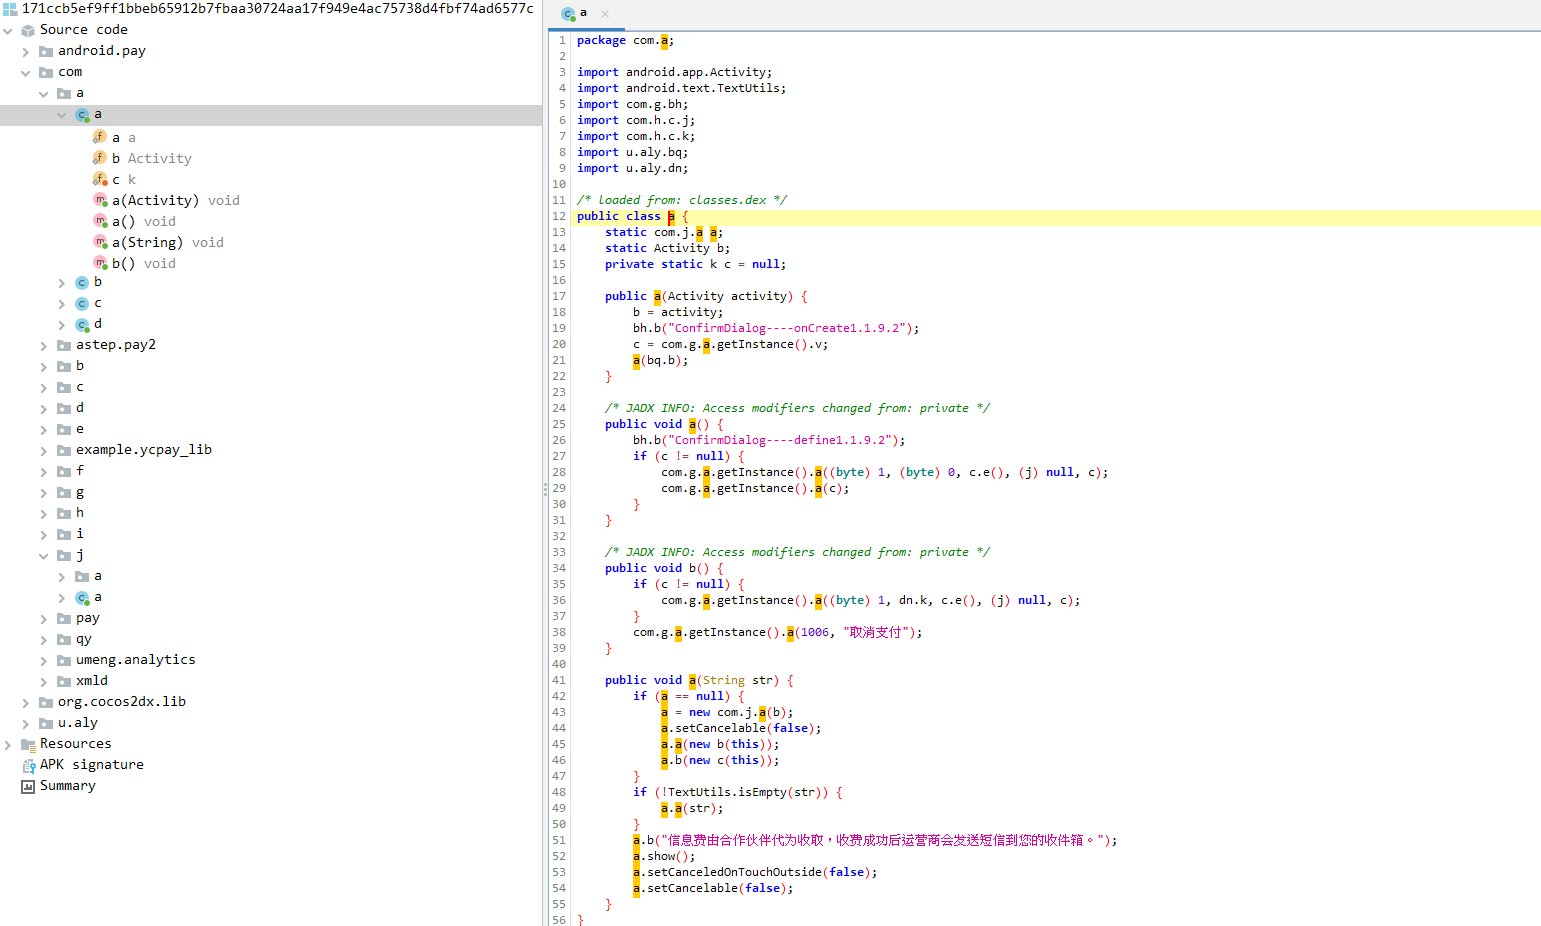 171ccb5ef9ff1bbeb65912b7fbaa30724aa17f949e4ac75738d4fbf74ad6577c
Source code
android.pay
com
a
a
a a
b Activity
c k
a(Activity) void
a() void
a(String) void
b() void
b
c
d
astep.pay2
b
c
d
e
example.ycpay_lib
f
g
h
i
j
a
a
pay
qy
umeng.analytics
xmld
org.cocos2dx.lib
u.aly
Resources
APK signature
Summary
a
1 package com.a;
2
3 import android.app.Activity;
4 import android.text.TextUtils;
5 import com.g.bh;
6 import com.h.c.j;
7 import com.h.c.k;
8 import u.aly.bq;
9 import u.aly.dn;
10
11 /* loaded from: classes.dex */
12 public class a {
13 static com.j.a a;
14 static Activity b;
15 private static k c = null;
16
17 public a(Activity activity) {
18 b = activity;
19 bh.b("ConfirmDialog----onCreate1.1.9.2");
20 c = com.g.a.getInstance().v;
21 a(bq.b);
22 }
23
24 /* JADX INFO: Access modifiers changed from: private */
25 public void a() {
26 bh.b("ConfirmDialog----define1.1.9.2");
27 if (c != null) {
28 com.g.a.getInstance().a((byte) 1, (byte) 0, c.e(), (j) null, c);
29 com.g.a.getInstance().a(c);
30 }
31 }
32
33 /* JADX INFO: Access modifiers changed from: private */
34 public void b() {
35 if (c != null) {
36 com.g.a.getInstance().a((byte) 1, dn.k, c.e(), (j) null, c);
37 }
38 com.g.a.getInstance().a(1006, "取消支付");
39 }
40
41 public void a(String str) {
42 if (a == null) {
43 a = new com.j.a(b);
44 a.setCancelable(false);
45 a.a(new b(this));
46 a.b(new c(this));
47 }
48 if (!TextUtils.isEmpty(str)) {
49 a.a(str);
50 }
51 a.b("信息费由合作伙伴代为收取，收费成功后运营商会发送短信到您的收件箱。");
52 a.show();
53 a.setCanceledOnTouchOutside(false);
54 a.setCancelable(false);
55 }
56 }